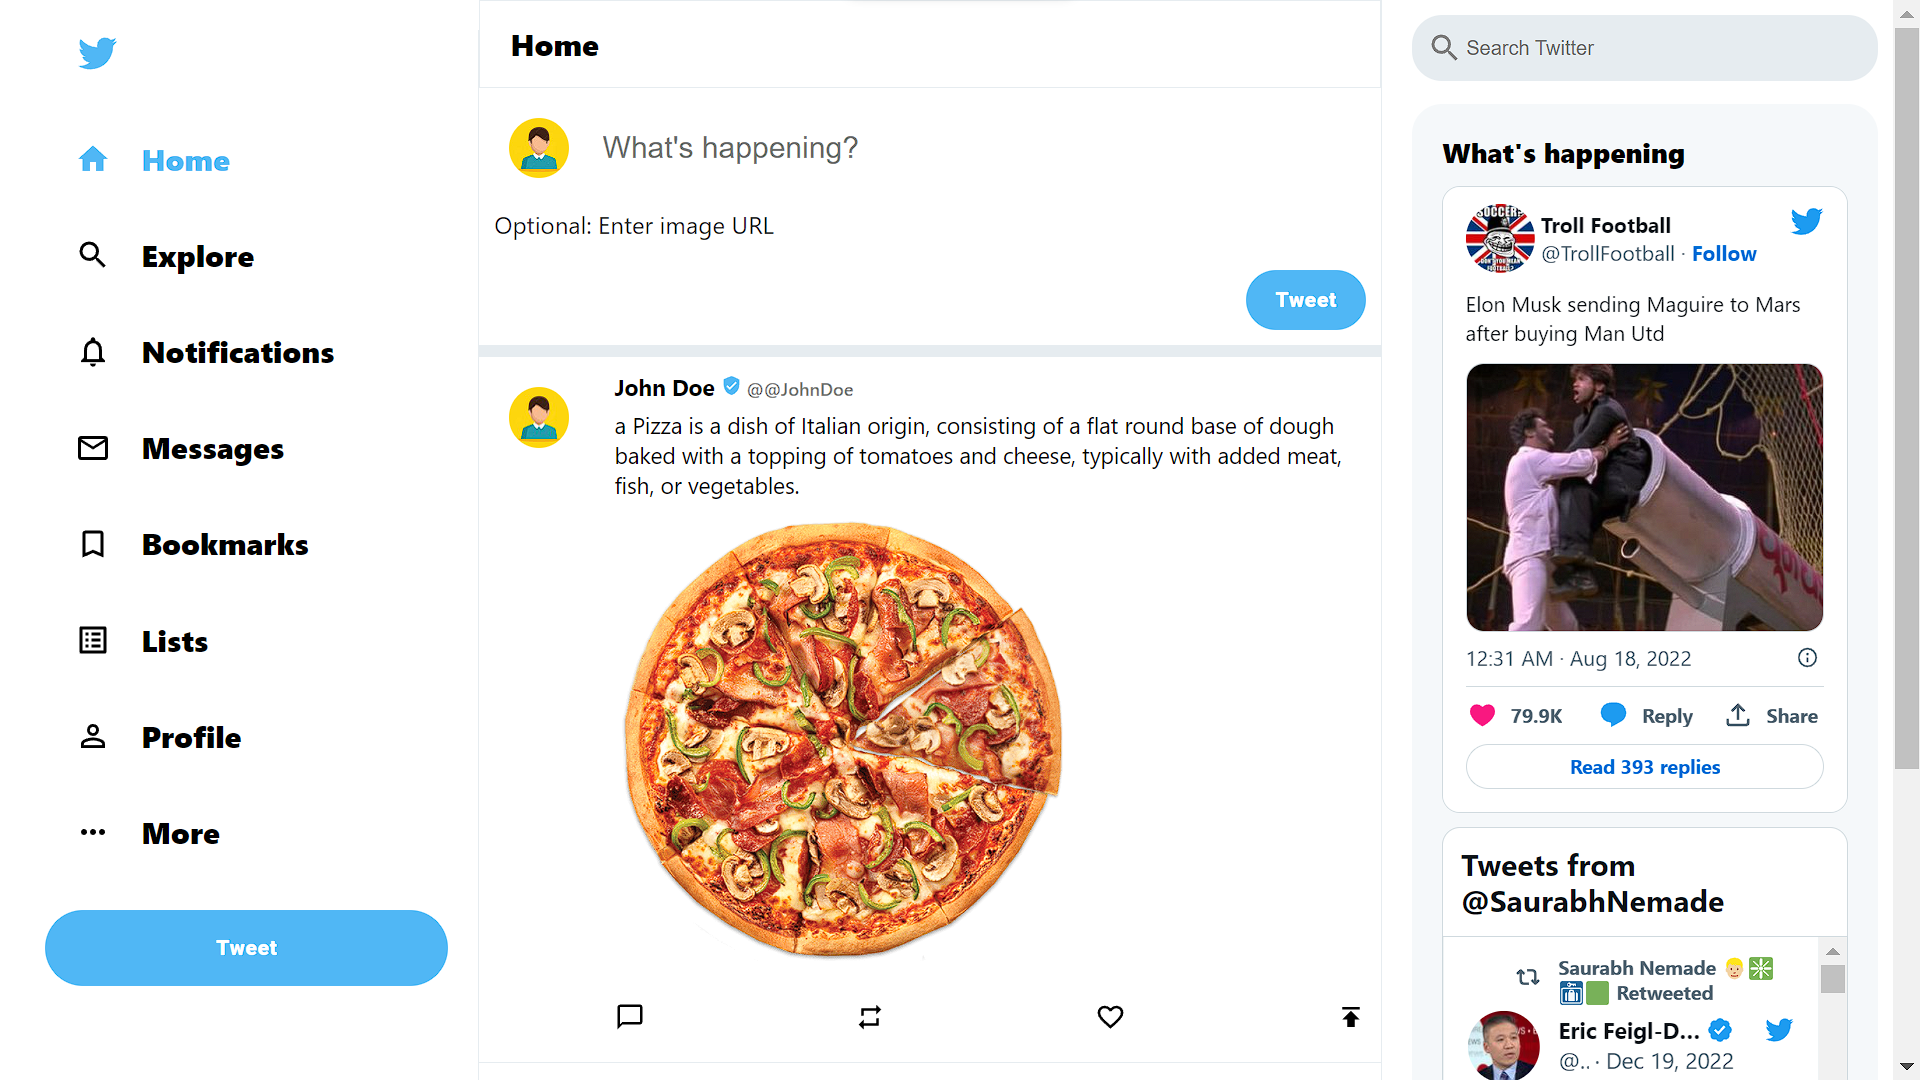 Home
Explore
Notifications
Messages
Bookmarks
Lists
Profile
More
Tweet
Home
What's happening?
Optional: Enter image URL
Tweet
John Doe @@JohnDoe
a Pizza is a dish of Italian origin, consisting of a flat round base of dough
baked with a topping of tomatoes and cheese, typically with added meat,
fish, or vegetables.
Search Twitter
What's happening
SOCCER?
Troll Football
@TrollFootball · Follow
Elon Musk sending Maguire to Mars
after buying Man Utd
12:31 AM · Aug 18, 2022
79.9K Reply Share
Read 393 replies
Tweets from
@SaurabhNemade
Saurabh Nemade
Retweeted
Eric Feigl-D...
@.. · Dec 19, 2022